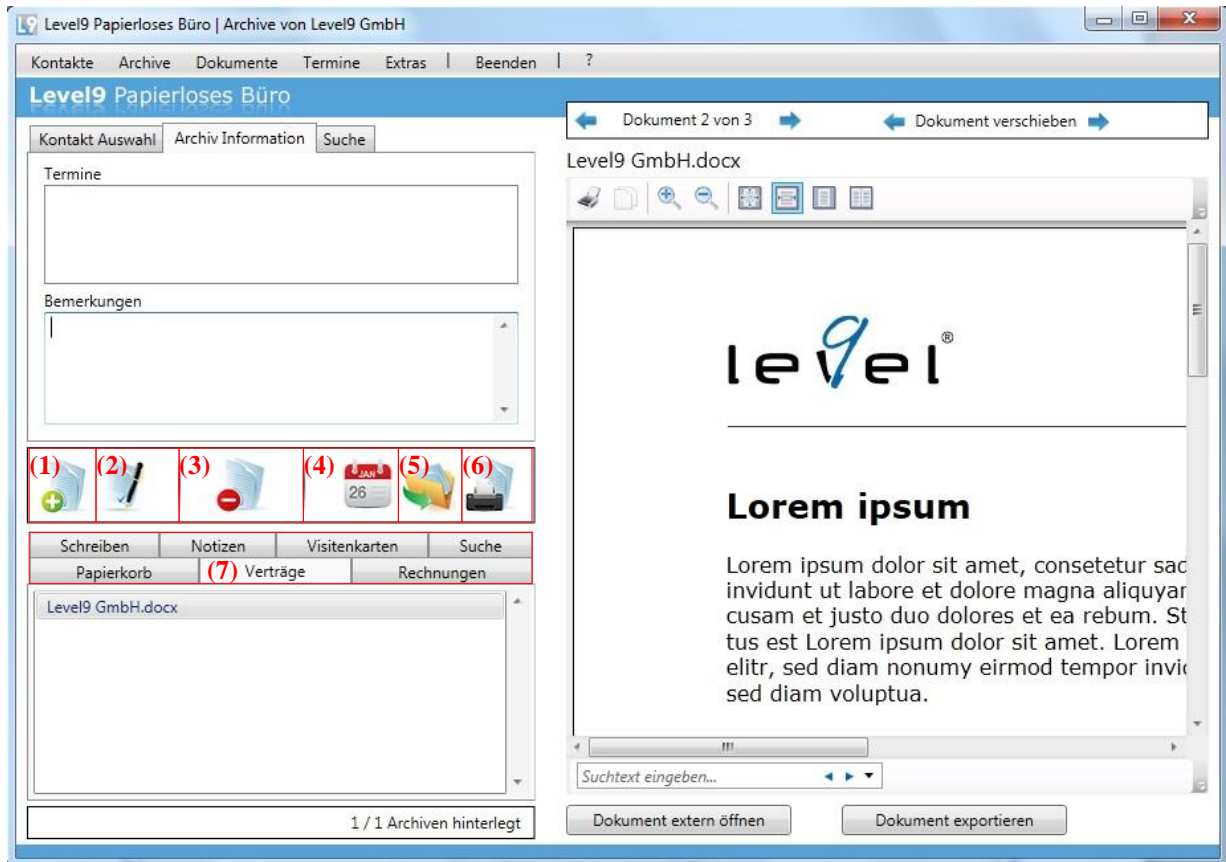 Level9 Papierloses Büro | Archive von Level9 GmbH
Kontakte Archive Dokumente Termine Extras | Beenden | ?
Level9 Papierloses Büro
Kontakt Auswahl Archiv Information Suche
Termine
Bemerkungen
(1) (2) (3) (4) (5) (6)
JAN
26
Schreiben Notizen Visitenkarten Suche
Papierkorb (7) Verträge Rechnungen
Level9 GmbH.docx
1 / 1 Archiven hinterlegt
Dokument 2 von 3 Dokument verschieben
Level9 GmbH.docx
level®
Lorem ipsum
Lorem ipsum dolor sit amet, consetetur sad
invidunt ut labore et dolore magna aliquyar
cusam et justo duo dolores et ea rebum. St
tus est Lorem ipsum dolor sit amet. Lorem
elitr, sed diam nonumy eirmod tempor invid
sed diam voluptua.
Suchtext eingeben...
Dokument extern öffnen Dokument exportieren